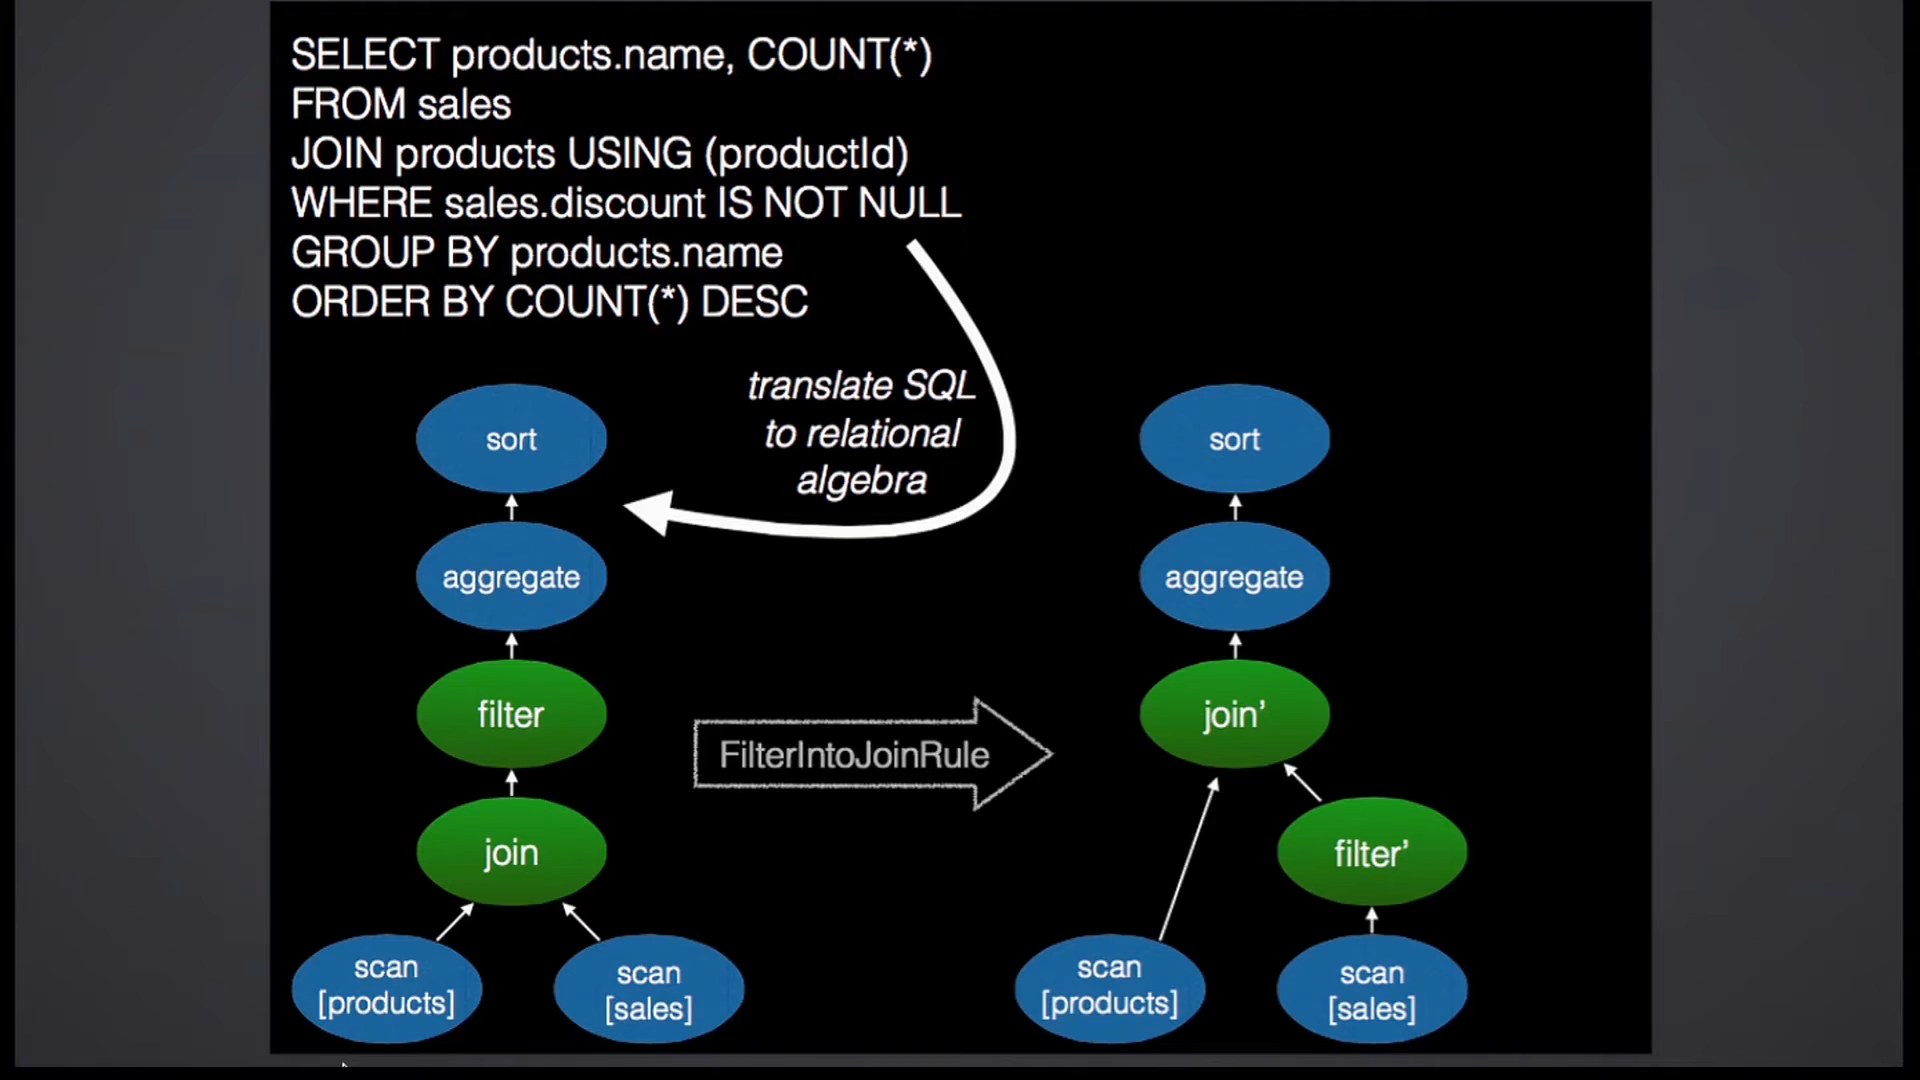 SELECT products.name, COUNT(*)
FROM sales
JOIN products USING (productId)
WHERE sales.discount IS NOT NULL
GROUP BY products.name
ORDER BY COUNT(*) DESC
translate SQL
to relational
algebra
sort
aggregate
filter
join
scan
[products]
scan
[sales]
FilterIntoJoinRule
sort
aggregate
join’
filter’
scan
[products]
scan
[sales]